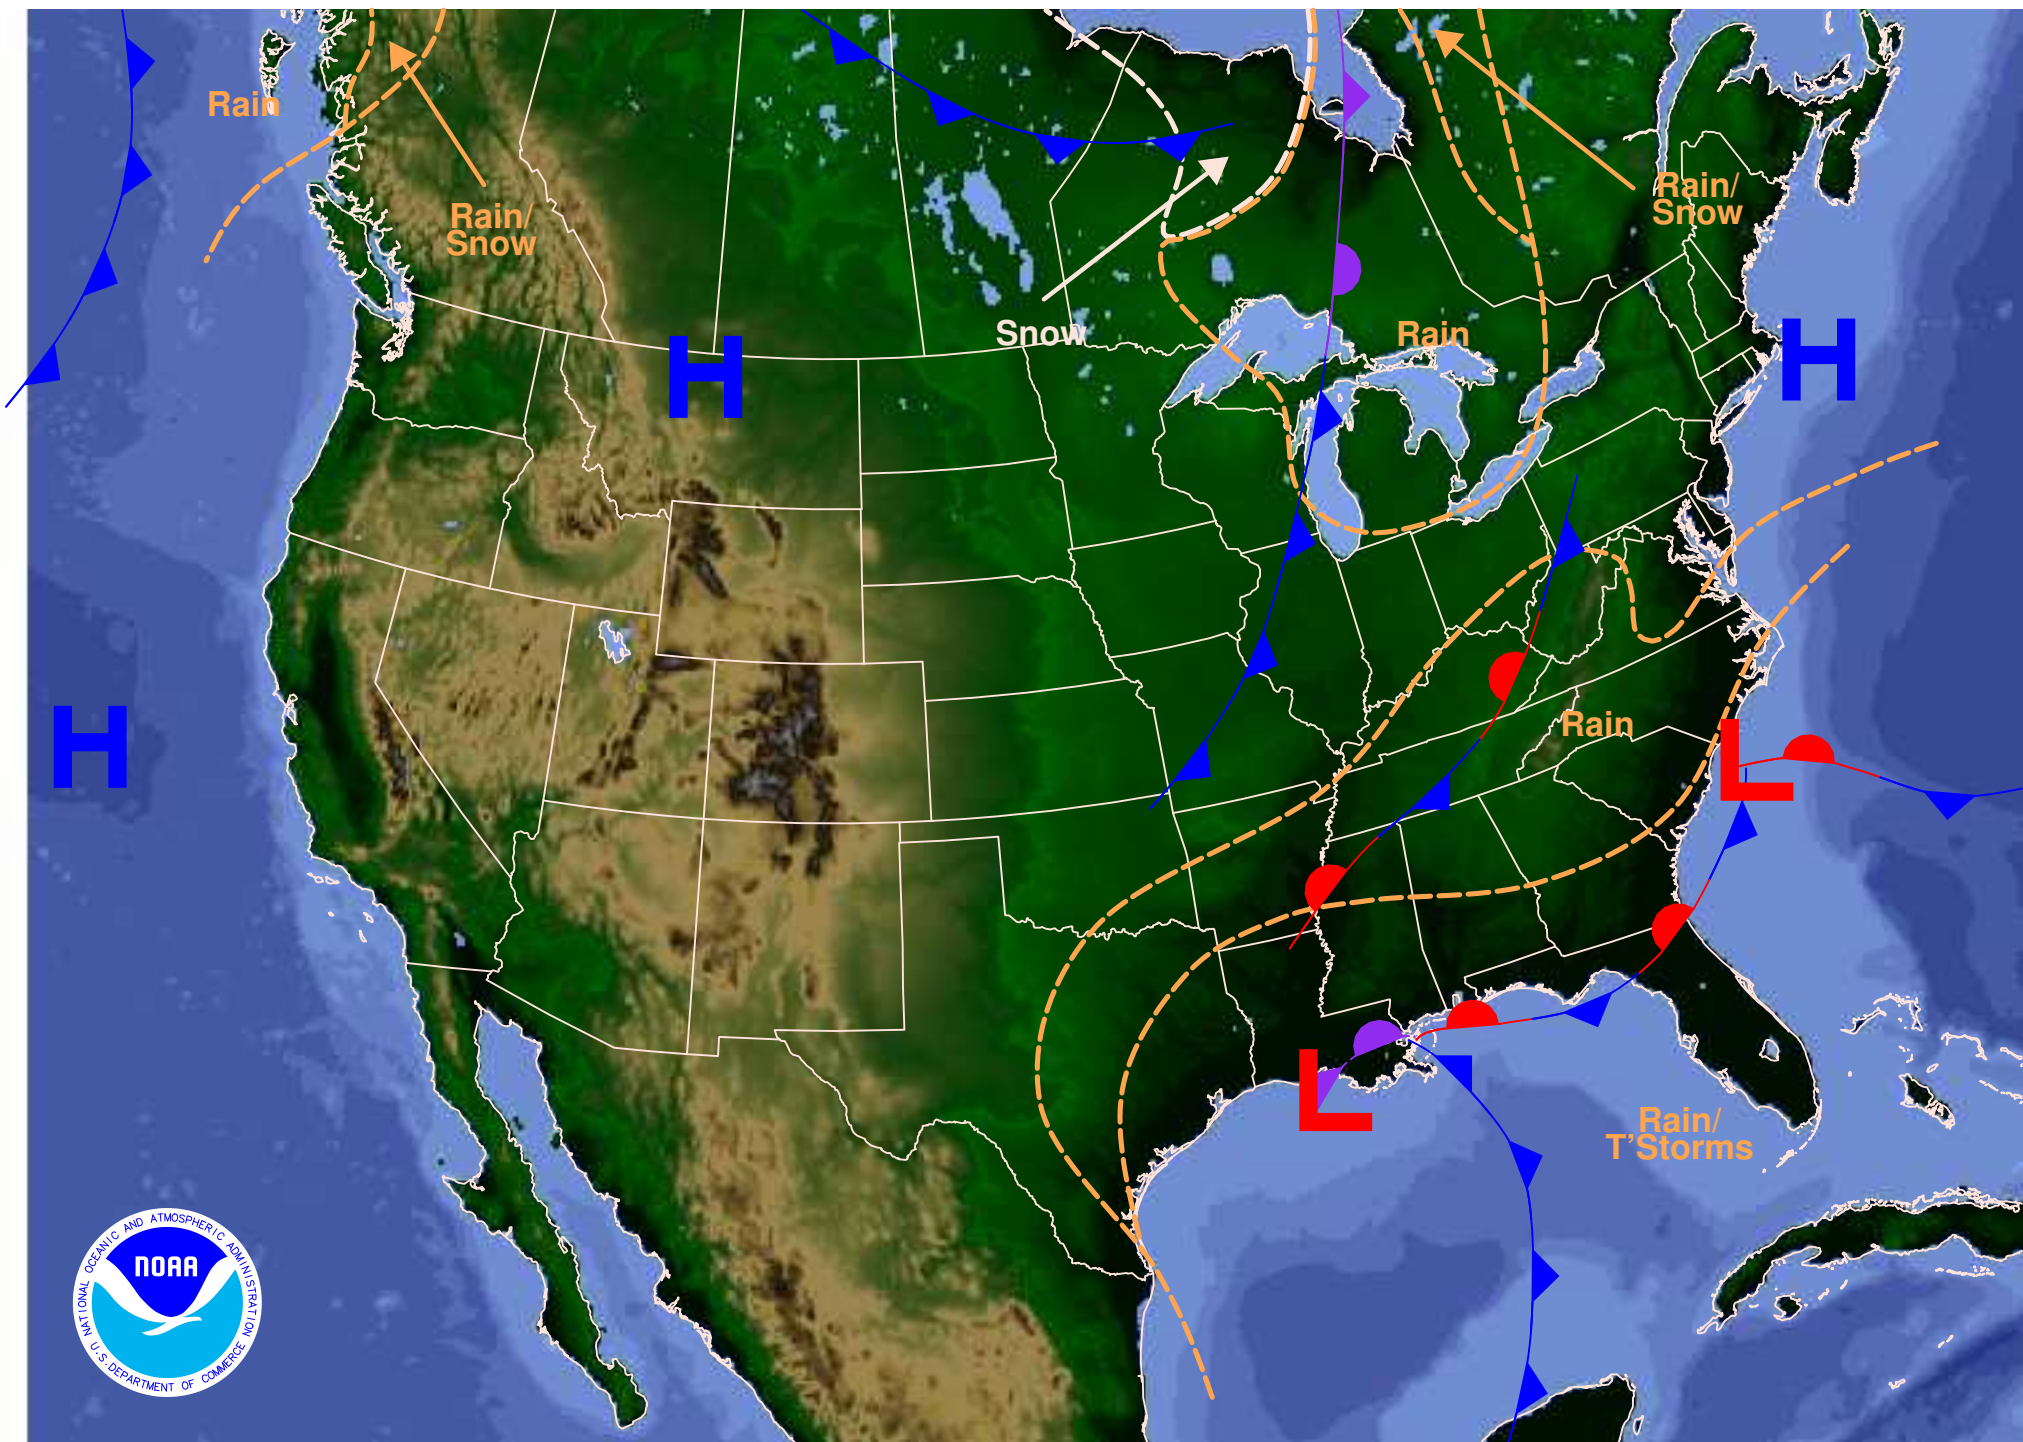 Rain
Rain/
Snow
Rain/
Snow
Snow
Rain
H
H
H
Rain
L
L
Rain/
T'Storms
NATIONAL OCEANIC AND ATMOSPHERIC ADMINISTRATION
U.S. DEPARTMENT OF COMMERCE
NOAA